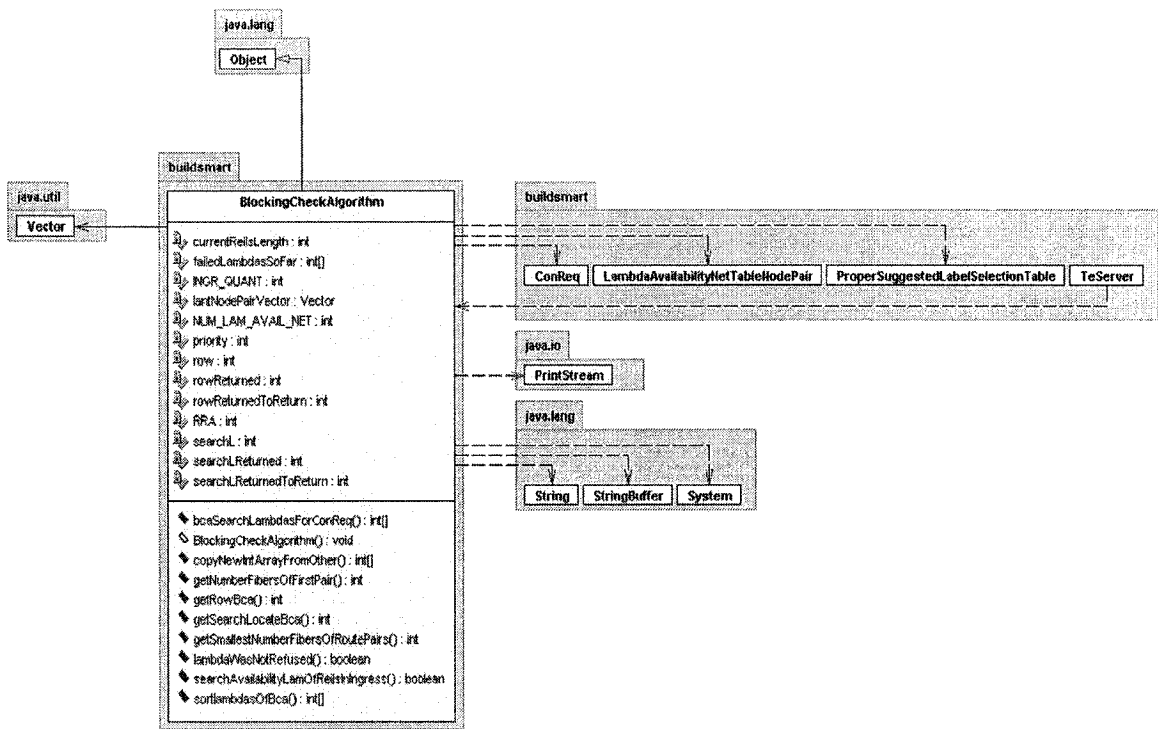 java.lang
Object
buildsmart
java.util
Vector
BlockingCheckAlgorithm
currentRellsLength : int
failedLambdasSoFar : int[]
INGR_QUANT : int
lantNodePairVector : Vector
NUM_LAM_AVAIL_NET : int
priority : int
row : int
rowReturned : int
rowReturnedToReturn : int
RRA : int
searchL : int
searchLReturned : int
searchLReturnedToReturn : int
bcaSearchLambdasForConReq() : int[]
BlockingCheckAlgorithm() : void
copyNewIntArrayFromOther() : int[]
getNumberFibersOfFirstPair() : int
getRowBca() : int
getSearchLocateBca() : int
getSmallestNumberFibersOfRoutePairs() : int
lambdaWasNotRefused() : boolean
searchAvailabilityLamOfRellsInIngress() : boolean
sortlambdasOfBca() : int[]
buildsmart
ConReq
LambdaAvailabilityNetTableNodePair
ProperSuggestedLabelSelectionTable
TeServer
java.io
PrintStream
java.lang
String
StringBuffer
System